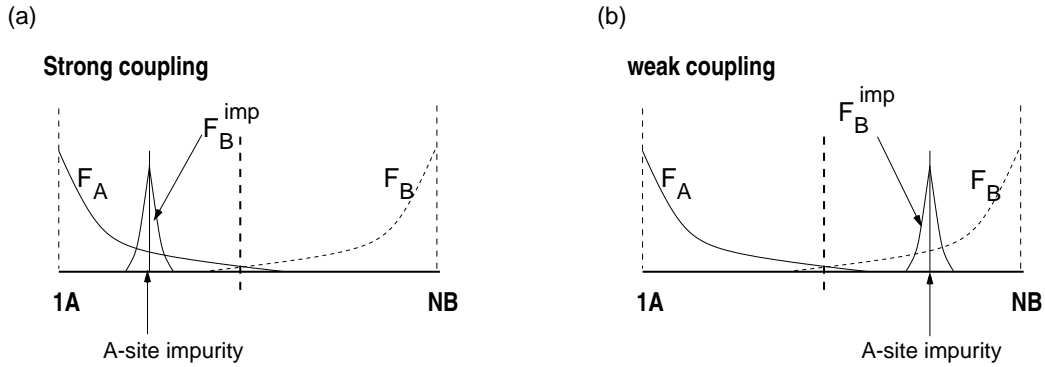 (a)
Strong coupling
F_B^imp
F_A
F_B
1A
NB
A-site impurity
(b)
weak coupling
F_B^imp
F_A
F_B
1A
NB
A-site impurity